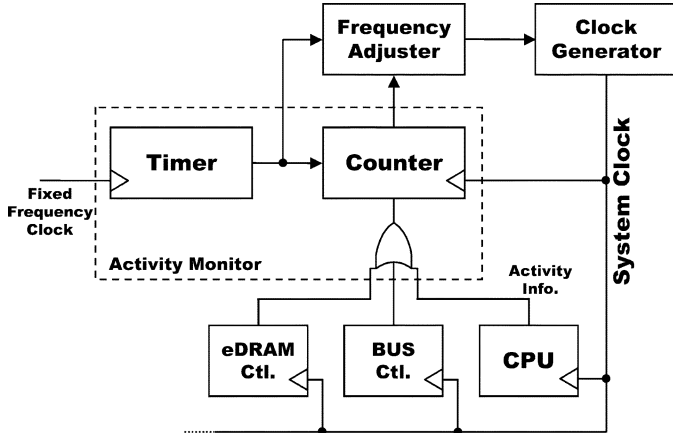 Frequency
Adjuster
Clock
Generator
Timer
Counter
Fixed
Frequency
Clock
System Clock
Activity Monitor
Activity
Info.
eDRAM
Ctl.
BUS
Ctl.
CPU